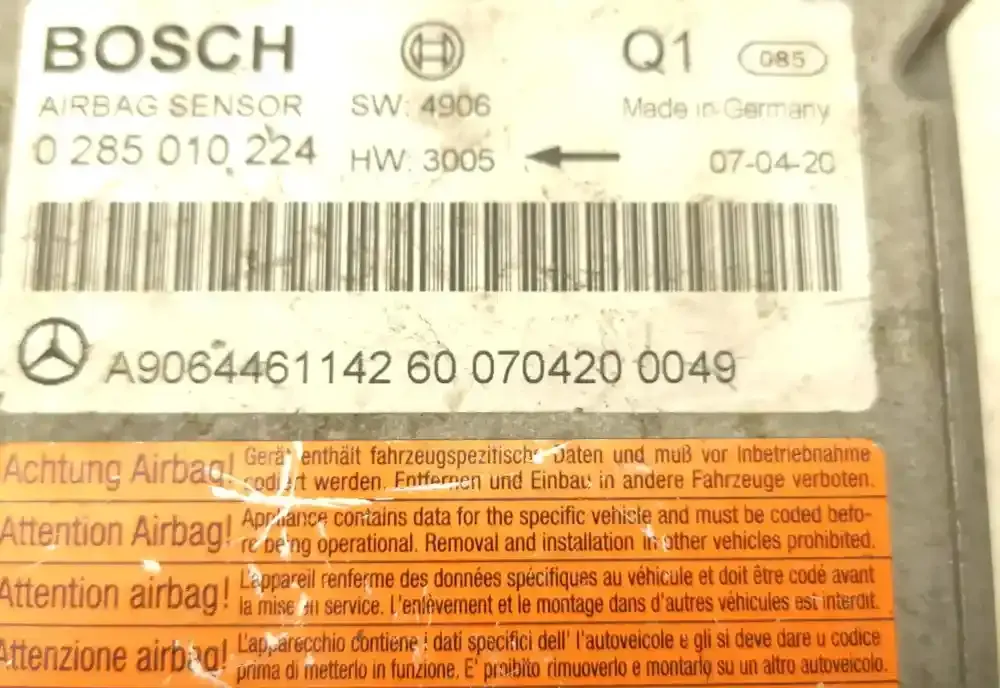 BOSCH
Q1
085
AIRBAG SENSOR
SW: 4906
Made in Germany
0 285 010 224
HW: 3005
07-04-20
A9064461142 60 070420 0049
Achtung Airbag!
Gerät enthält fahrzeugspezifische Daten und muß vor Inbetriebnahme
codiert werden. Entfernen und Einbau in andere Fahrzeuge verboten.
Attention Airbag!
Appliance contains data for the specific vehicle and must be coded befo-
re being operational. Removal and installation in other vehicles prohibited.
Attention airbag!
L'appareil renferme des données spécifiques au véhicule et doit être codé avant
la mise en service. L'enlèvement et le montage dans d'autres véhicules est interdit.
Attenzione airbag!
L'apparecchio contiene i dati specifici dell' l'autoveicole e gli si deve dare u codice
prima di metterlo in funzione. E' proibito rimuoverlo e montarlo su un altro autoveicolo.